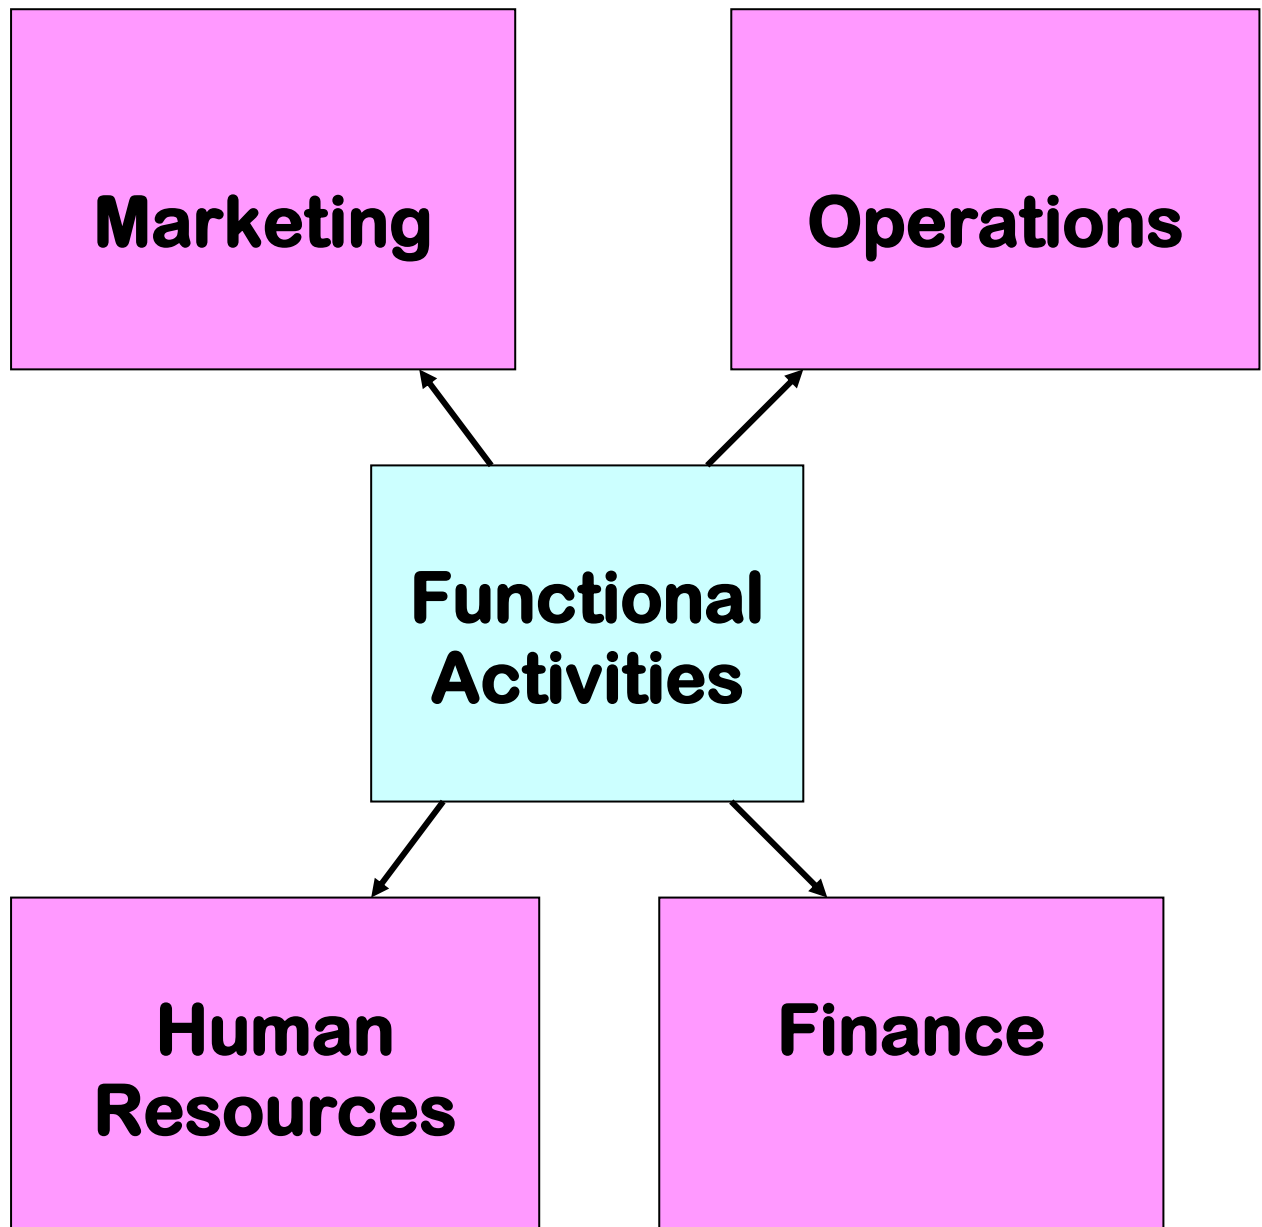 Marketing
Operations
Functional
Activities
Human
Resources
Finance